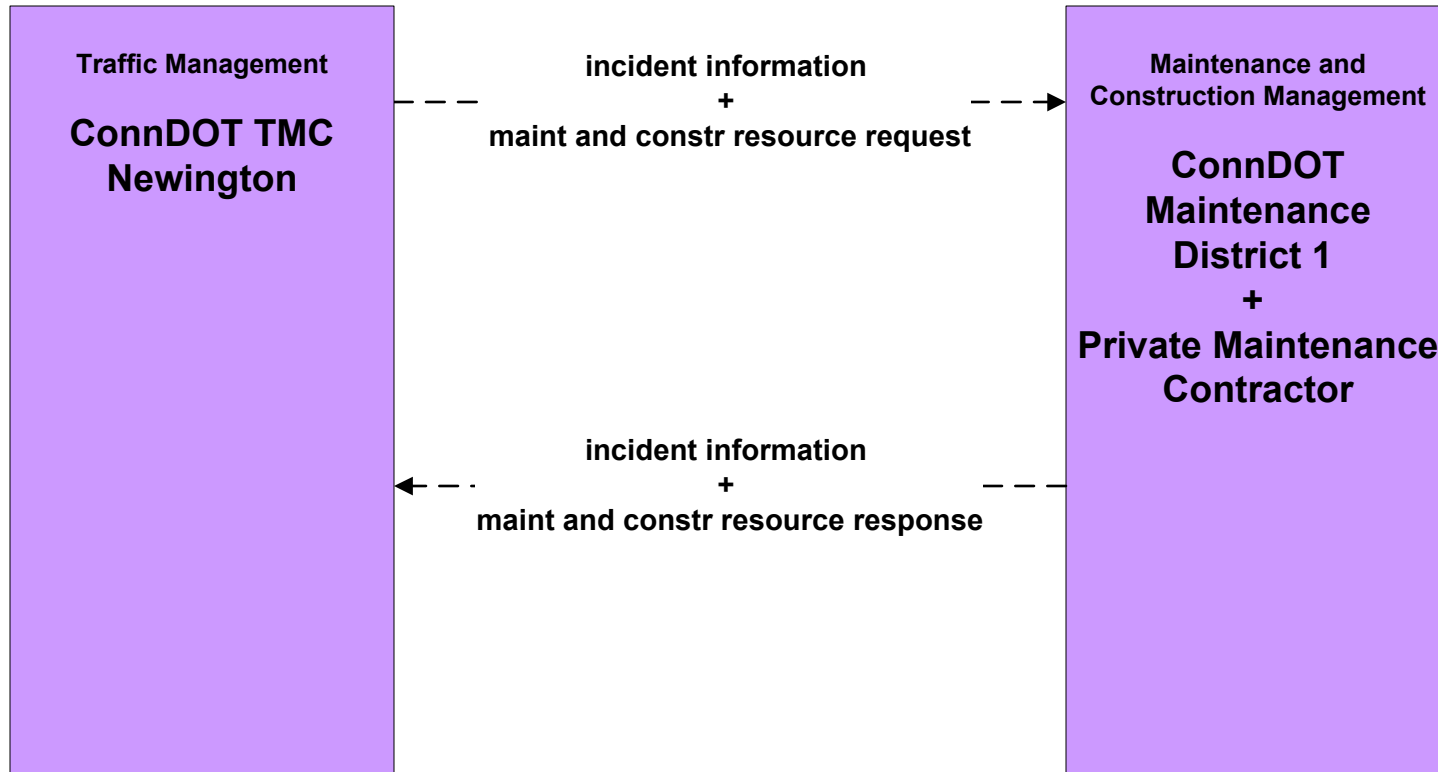 Traffic Management
ConnDOT TMC
Newington
incident information
+
maint and constr resource request
Maintenance and
Construction Management
ConnDOT
Maintenance
District 1
+
Private Maintenance
Contractor
incident information
+
maint and constr resource response